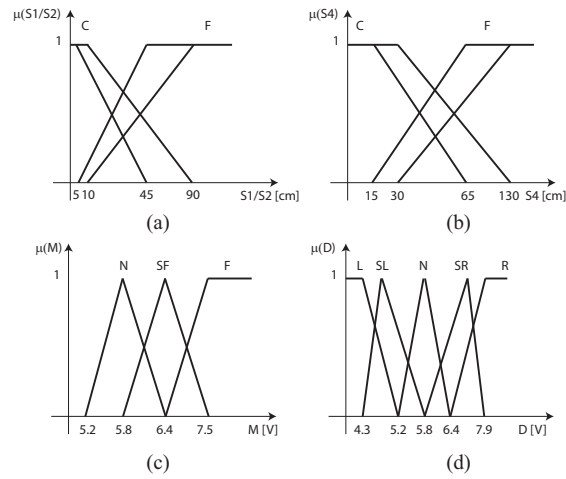 μ(S1/S2)
C F
1
5 10 45 90 S1/S2 [cm]
(a)
μ(S4)
C F
1
15 30 65 130 S4 [cm]
(b)
μ(M)
N SF F
1
5.2 5.8 6.4 7.5 M [V]
(c)
μ(D)
L SL N SR R
1
4.3 5.2 5.8 6.4 7.9 D [V]
(d)